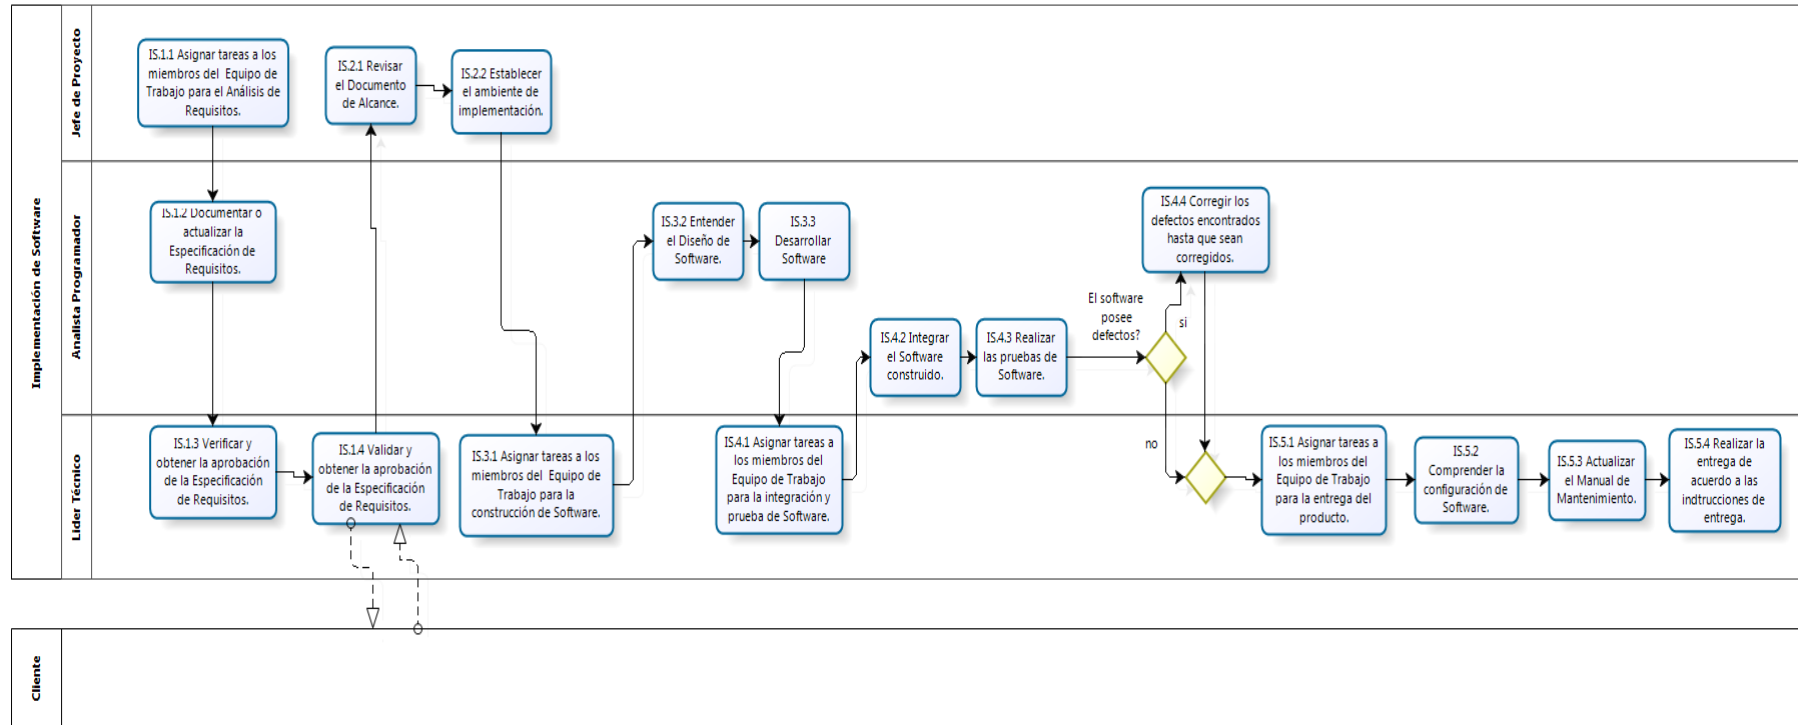 Implementación de Software
Jefe de Proyecto
IS.1.1 Asignar tareas a los
miembros del Equipo de
Trabajo para el Análisis de
Requisitos.
IS.2.1 Revisar
el Documento
de Alcance.
IS.2.2 Establecer
el ambiente de
implementación.
Analista Programador
IS.1.2 Documentar o
actualizar la
Especificación de
Requisitos.
IS.3.2 Entender
el Diseño de
Software.
IS.3.3
Desarrollar
Software
IS.4.2 Integrar
el Software
construido.
IS.4.3 Realizar
las pruebas de
Software.
El software
posee
defectos?
si
IS.4.4 Corregir los
defectos encontrados
hasta que sean
corregidos.
Lider Técnico
IS.1.3 Verificar y
obtener la aprobación
de la Especificación
de Requisitos.
IS.1.4 Validar y
obtener la aprobación
de la Especificación
de Requisitos.
IS.3.1 Asignar tareas a los
miembros del Equipo de
Trabajo para la
construcción de Software.
IS.4.1 Asignar tareas a
los miembros del
Equipo de Trabajo
para la integración y
prueba de Software.
no
IS.5.1 Asignar tareas a
los miembros del
Equipo de Trabajo
para la entrega del
producto.
IS.5.2
Comprender la
configuración de
Software.
IS.5.3 Actualizar
el Manual de
Mantenimiento.
IS.5.4 Realizar la
entrega de
acuerdo a las
indtrucciones de
entrega.
Cliente